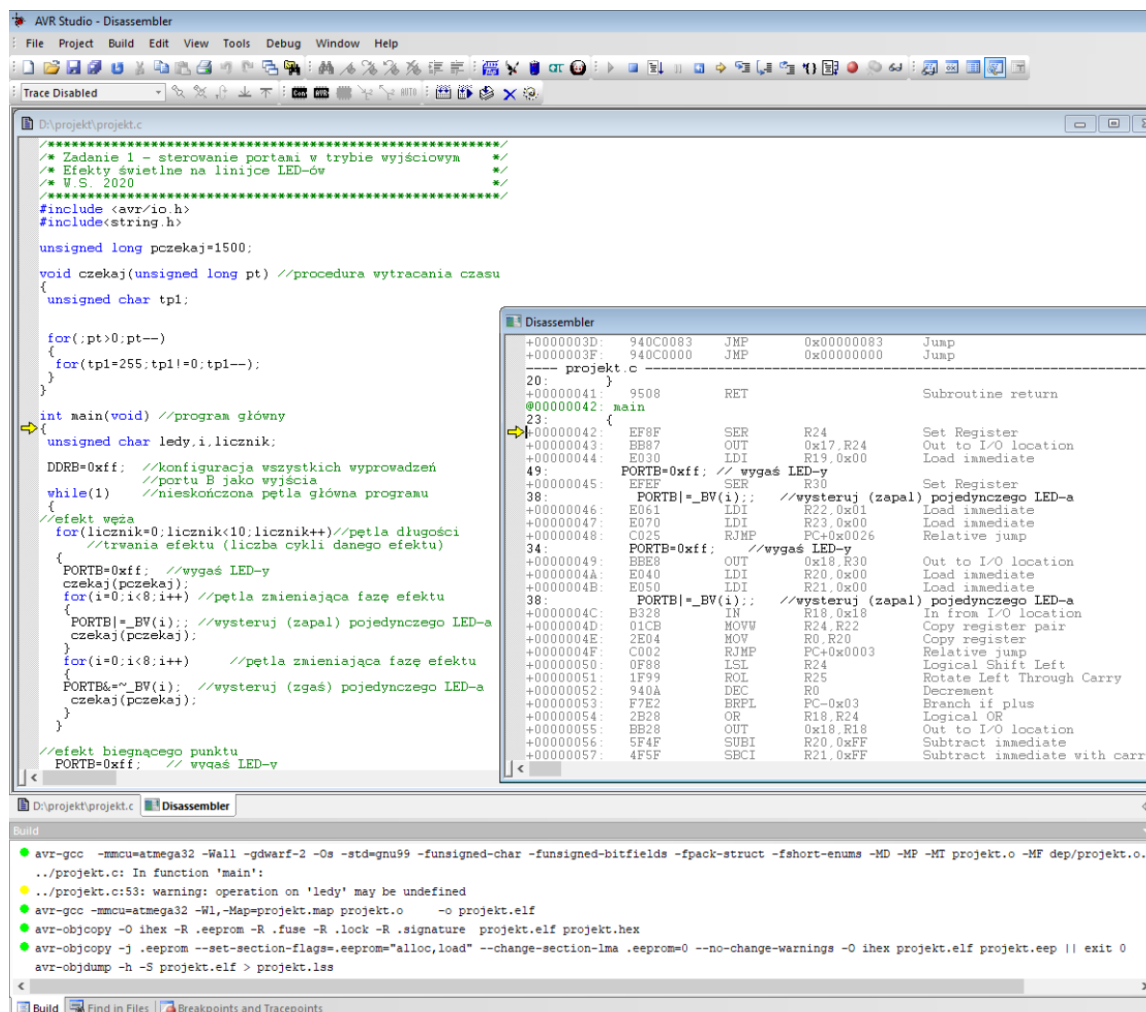 AVR Studio - Disassembler
File Project Build Edit View Tools Debug Window Help
Trace Disabled
D:\projekt\projekt.c
/*********************************************************/
/* Zadanie 1 – sterowanie portami w trybie wyjściowym */
/* Efekty świetlne na linijce LED-ów */
/* W.S. 2020 */
/*********************************************************/
#include <avr/io.h>
#include<string.h>
unsigned long pczekaj=1500;
void czekaj(unsigned long pt) //procedura wytracania czasu
{
unsigned char tp1;
for(;pt>0;pt--)
{
for(tp1=255;tp1!=0;tp1--);
}
}
int main(void) //program główny
{
unsigned char ledy,i,licznik;
DDRB=0xff; //konfiguracja wszystkich wyprowadzeń
//portu B jako wyjścia
while(1) //nieskończona pętla główna programu
{
//efekt węża
for(licznik=0;licznik<10;licznik++)//pętla długości
//trwania efektu (liczba cykli danego efektu)
{
PORTB=0xff; //wygaś LED-y
czekaj(pczekaj);
for(i=0;i<8;i++) //pętla zmieniająca fazę efektu
{
PORTB|=_BV(i);; //wysteruj (zapal) pojedynczego LED-a
czekaj(pczekaj);
}
for(i=0;i<8;i++) //pętla zmieniająca fazę efektu
{
PORTB&=~_BV(i); //wysteruj (zgaś) pojedynczego LED-a
czekaj(pczekaj);
}
}
//efekt biegnącego punktu
PORTB=0xff; // wygaś LED-y
Disassembler
+0000003D: 940C0083 JMP 0x00000083 Jump
+0000003F: 940C0000 JMP 0x00000000 Jump
---- projekt.c ----
20: }
+00000041: 9508 RET Subroutine return
@00000042: main
23: {
+00000042: EF8F SER R24 Set Register
+00000043: BB87 OUT 0x17,R24 Out to I/O location
+00000044: E030 LDI R19,0x00 Load immediate
49: PORTB=0xff; // wygaś LED-y
+00000045: EFEF SER R30 Set Register
38: PORTB|=_BV(i);; //wysteruj (zapal) pojedynczego LED-a
+00000046: E061 LDI R22,0x01 Load immediate
+00000047: E070 LDI R23,0x00 Load immediate
+00000048: C025 RJMP PC+0x0026 Relative jump
34: PORTB=0xff; //wygaś LED-y
+00000049: BBE8 OUT 0x18,R30 Out to I/O location
+0000004A: E040 LDI R20,0x00 Load immediate
+0000004B: E050 LDI R21,0x00 Load immediate
38: PORTB|=_BV(i);; //wysteruj (zapal) pojedynczego LED-a
+0000004C: B328 IN R18,0x18 In from I/O location
+0000004D: 01CB MOVW R24,R22 Copy register pair
+0000004E: 2E04 MOV R0,R20 Copy register
+0000004F: C002 RJMP PC+0x0003 Relative jump
+00000050: 0F88 LSL R24 Logical Shift Left
+00000051: 1F99 ROL R25 Rotate Left Through Carry
+00000052: 940A DEC R0 Decrement
+00000053: F7E2 BRPL PC-0x03 Branch if plus
+00000054: 2B28 OR R18,R24 Logical OR
+00000055: BB28 OUT 0x18,R18 Out to I/O location
+00000056: 5F4F SUBI R20,0xFF Subtract immediate
+00000057: 4F5F SBCI R21,0xFF Subtract immediate with carr
D:\projekt\projekt.c Disassembler
Build
avr-gcc -mmcu=atmega32 -Wall -gdwarf-2 -Os -std=gnu99 -funsigned-char -funsigned-bitfields -fpack-struct -fshort-enums -MD -MP -MT projekt.o -MF dep/projekt.o.
../projekt.c: In function 'main':
../projekt.c:53: warning: operation on 'ledy' may be undefined
avr-gcc -mmcu=atmega32 -Wl,-Map=projekt.map projekt.o -o projekt.elf
avr-objcopy -O ihex -R .eeprom -R .fuse -R .lock -R .signature projekt.elf projekt.hex
avr-objcopy -j .eeprom --set-section-flags=.eeprom="alloc,load" --change-section-lma .eeprom=0 --no-change-warnings -O ihex projekt.elf projekt.eep || exit 0
avr-objdump -h -S projekt.elf > projekt.lss
Build Find in Files Breakpoints and Tracepoints